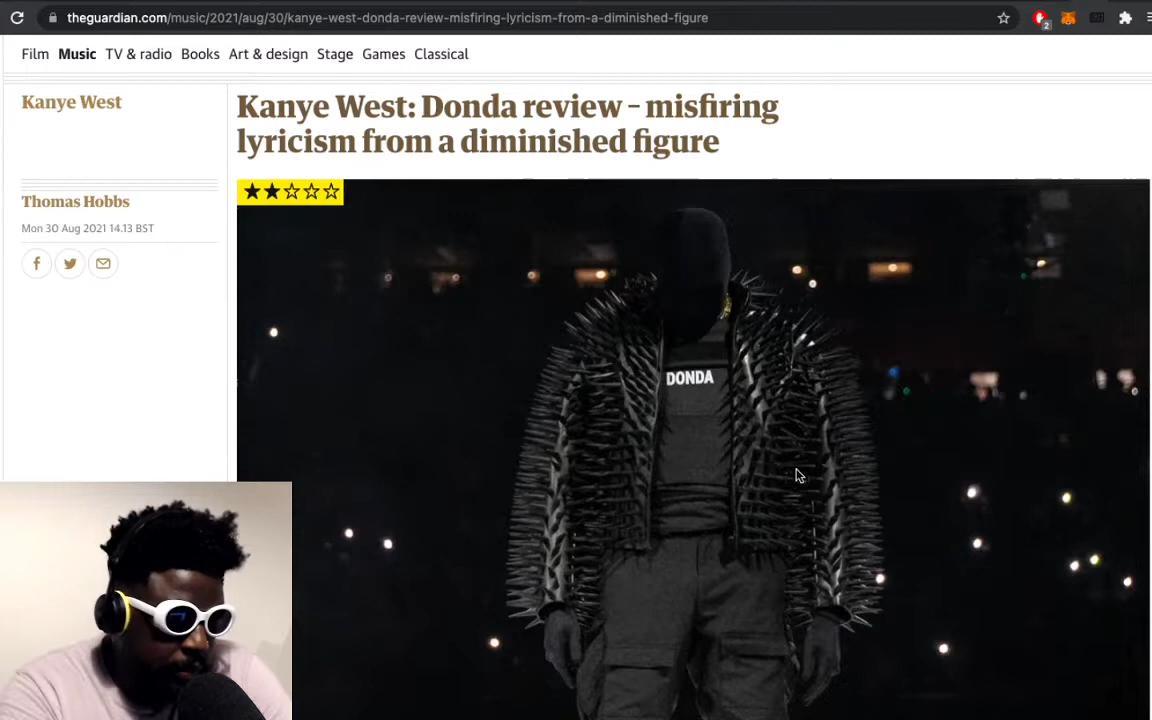 theguardian.com/music/2021/aug/30/kanye-west-donda-review-misfiring-lyricism-from-a-diminished-figure
2
Film Music TV & radio Books Art & design Stage Games Classical
Kanye West
Kanye West: Donda review – misfiring
lyricism from a diminished figure
Thomas Hobbs
Mon 30 Aug 2021 14.13 BST
DONDA